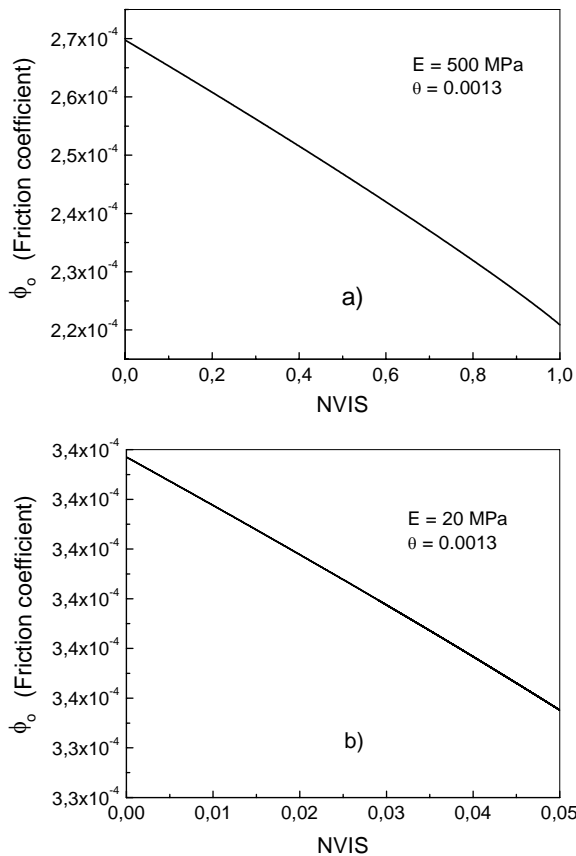 2,7x10⁻⁴
2,6x10⁻⁴
2,5x10⁻⁴
2,4x10⁻⁴
2,3x10⁻⁴
2,2x10⁻⁴
ϕₒ (Friction coefficient)
E = 500 MPa
θ = 0.0013
a)
0,0 0,2 0,4 0,6 0,8 1,0
NVIS
3,4x10⁻⁴
3,4x10⁻⁴
3,4x10⁻⁴
3,4x10⁻⁴
3,4x10⁻⁴
3,4x10⁻⁴
3,3x10⁻⁴
3,3x10⁻⁴
ϕₒ (Friction coefficient)
E = 20 MPa
θ = 0.0013
b)
0,00 0,01 0,02 0,03 0,04 0,05
NVIS